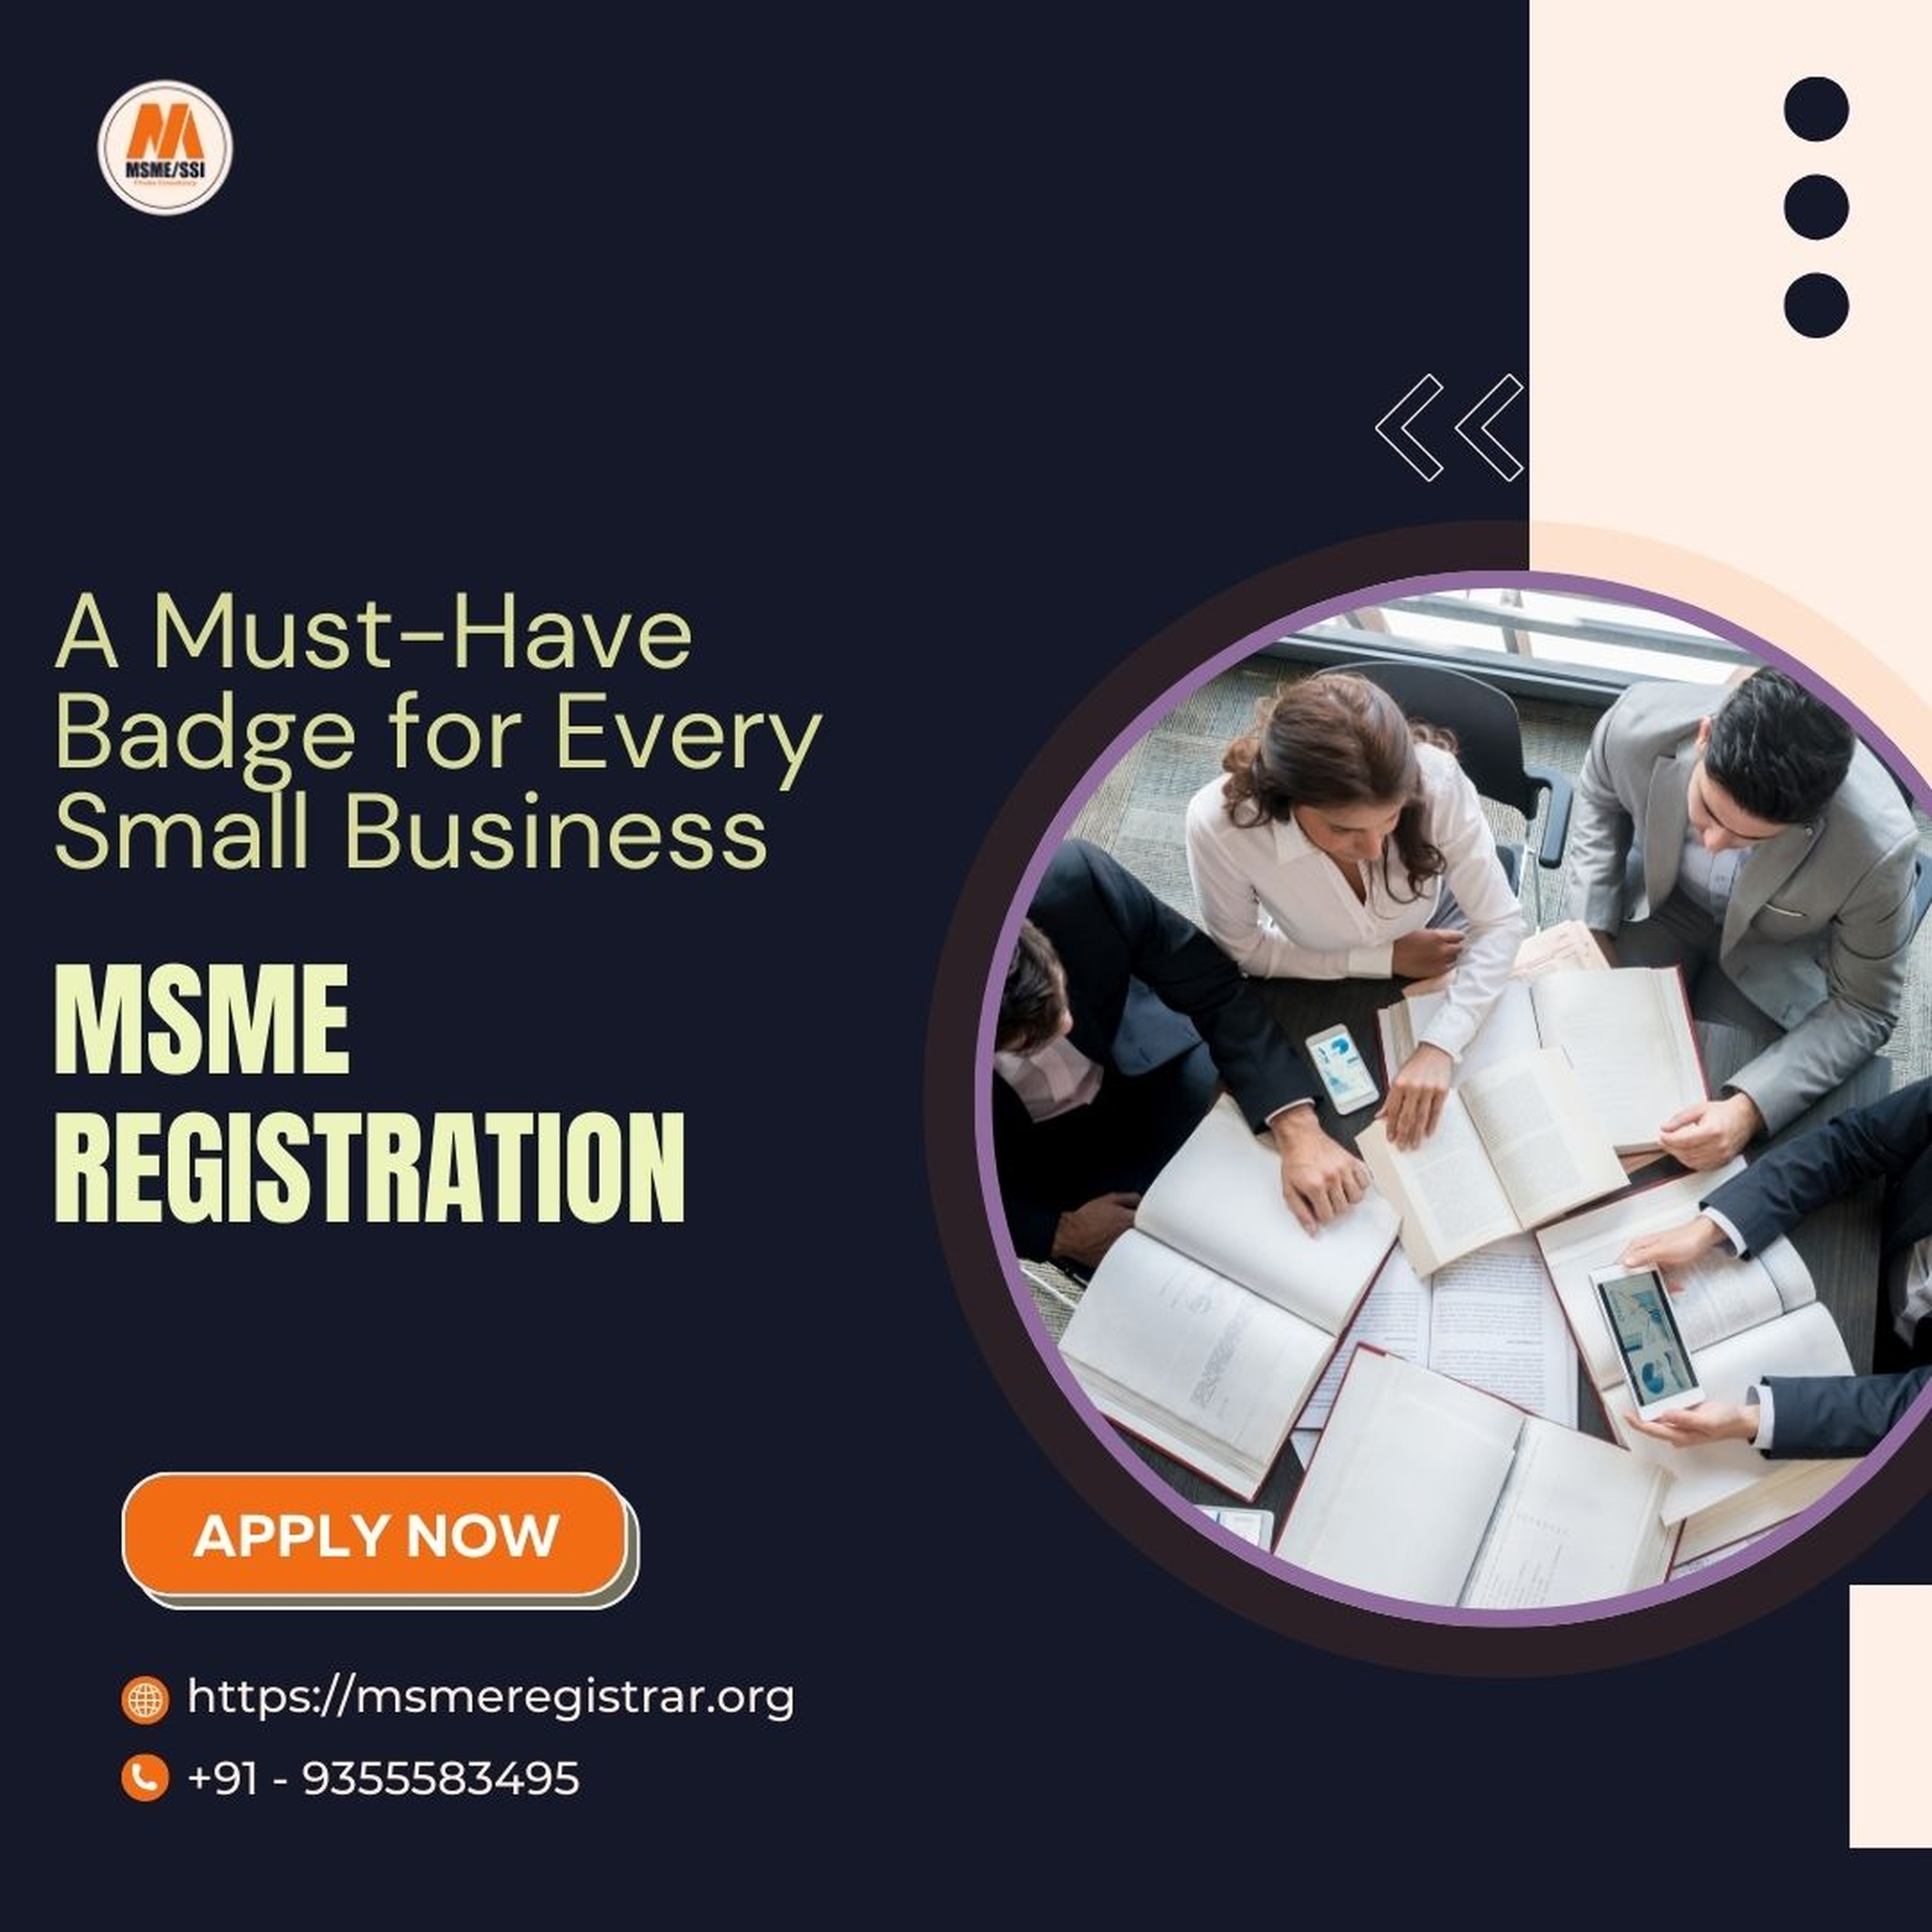 MSME/SSI
A Must-Have
Badge for Every
Small Business
MSME
REGISTRATION
APPLY NOW
https://msmeregistrar.org
+91 - 9355583495